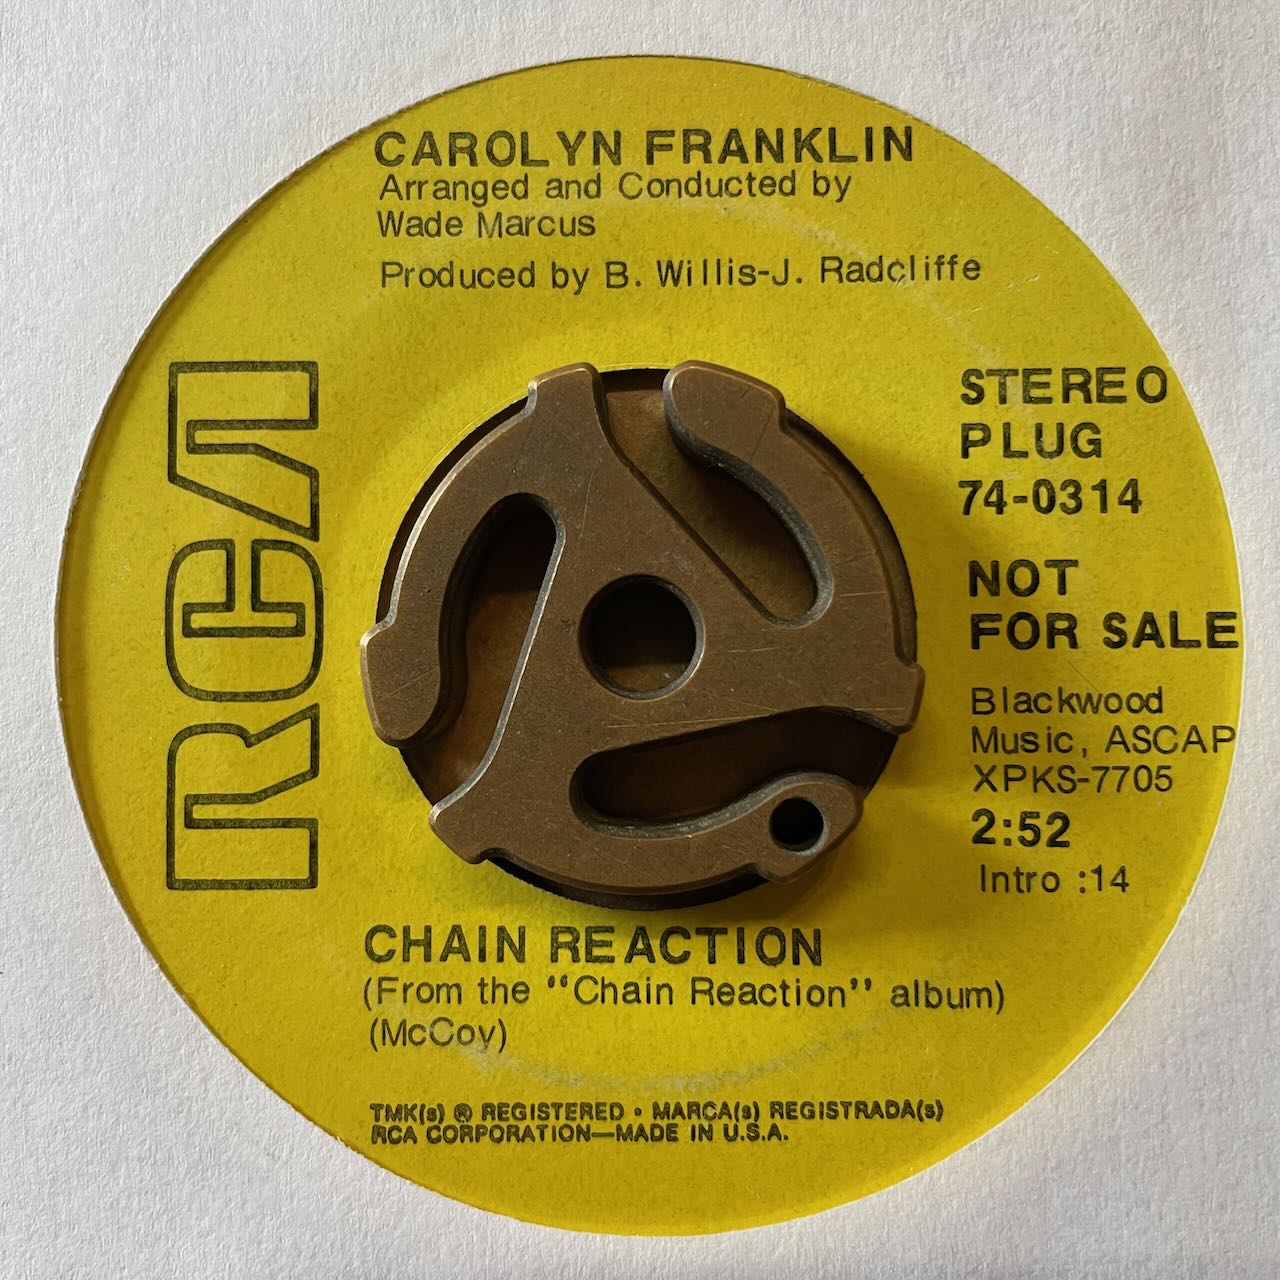 CAROLYN FRANKLIN
Arranged and Conducted by
Wade Marcus
Produced by B. Willis-J. Radcliffe
RCA
STEREO
PLUG
74-0314
NOT
FOR SALE
Blackwood
Music, ASCAP
XPKS-7705
2:52
Intro :14
CHAIN REACTION
(From the "Chain Reaction" album)
(McCoy)
TMK(s) ® REGISTERED • MARCA(s) REGISTRADA(s)
RCA CORPORATION—MADE IN U.S.A.